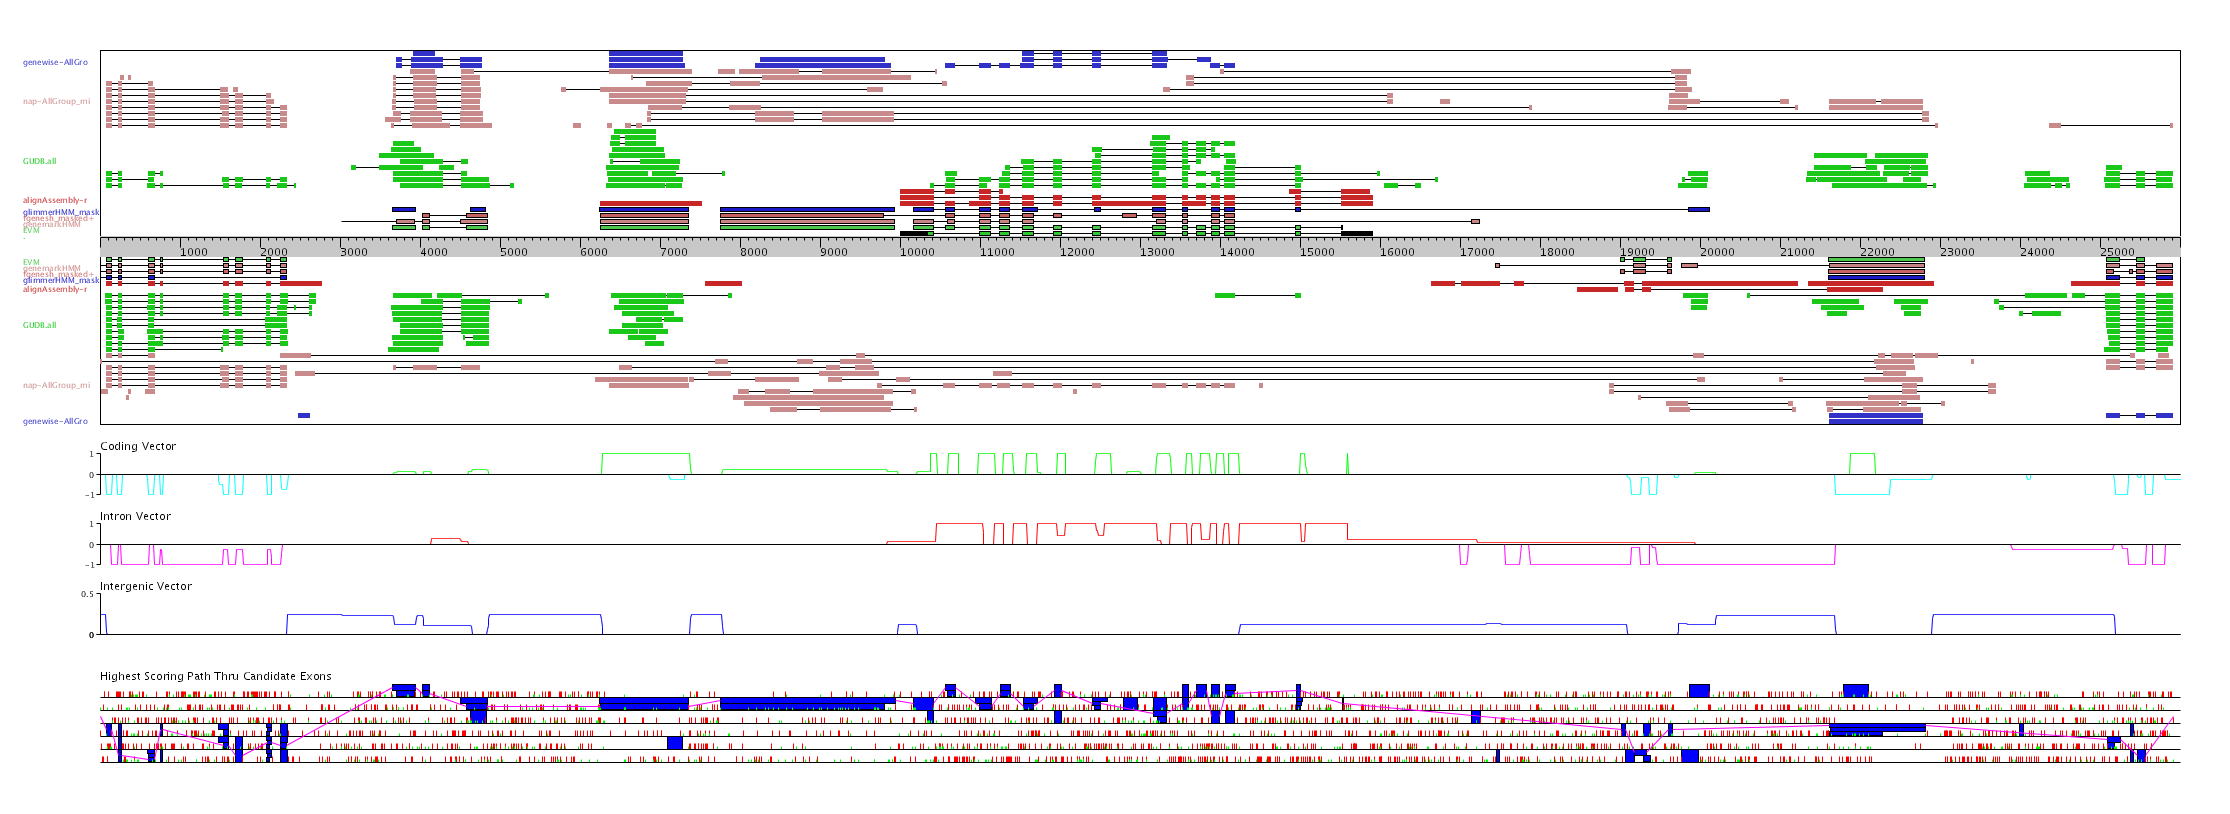 genewise-AllGro
nap-AllGroup_mi
GUDB.all
alignAssembly-r
glimmerHMM_mask
fgenesh_masked+
genemarkHMM
EVM
1000 2000 3000 4000 5000 6000 7000 8000 9000 10000 11000 12000 13000 14000 15000 16000 17000 18000 19000 20000 21000 22000 23000 24000 25000
EVM
genemarkHMM
fgenesh_masked+
glimmerHMM_mask
alignAssembly-r
GUDB.all
nap-AllGroup_mi
genewise-AllGro
Coding Vector
1
0
-1
Intron Vector
1
0
-1
Intergenic Vector
0.5
0
Highest Scoring Path Thru Candidate Exons